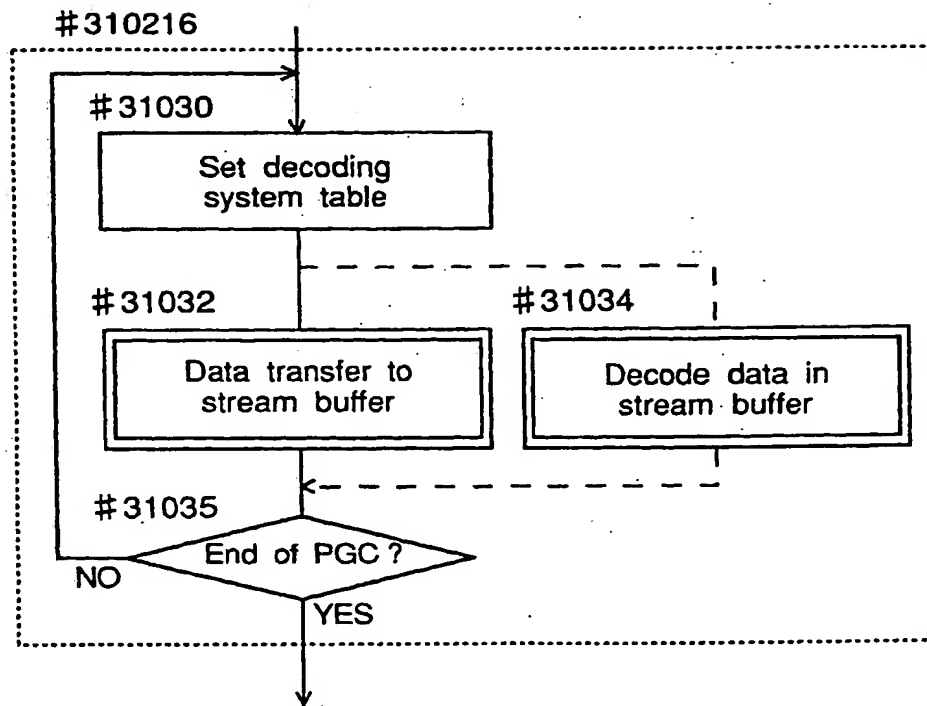 #310216
#31030
Set decoding
system table
#31032
#31034
Data transfer to
stream buffer
Decode data in
stream buffer
#31035
End of PGC?
NO
YES